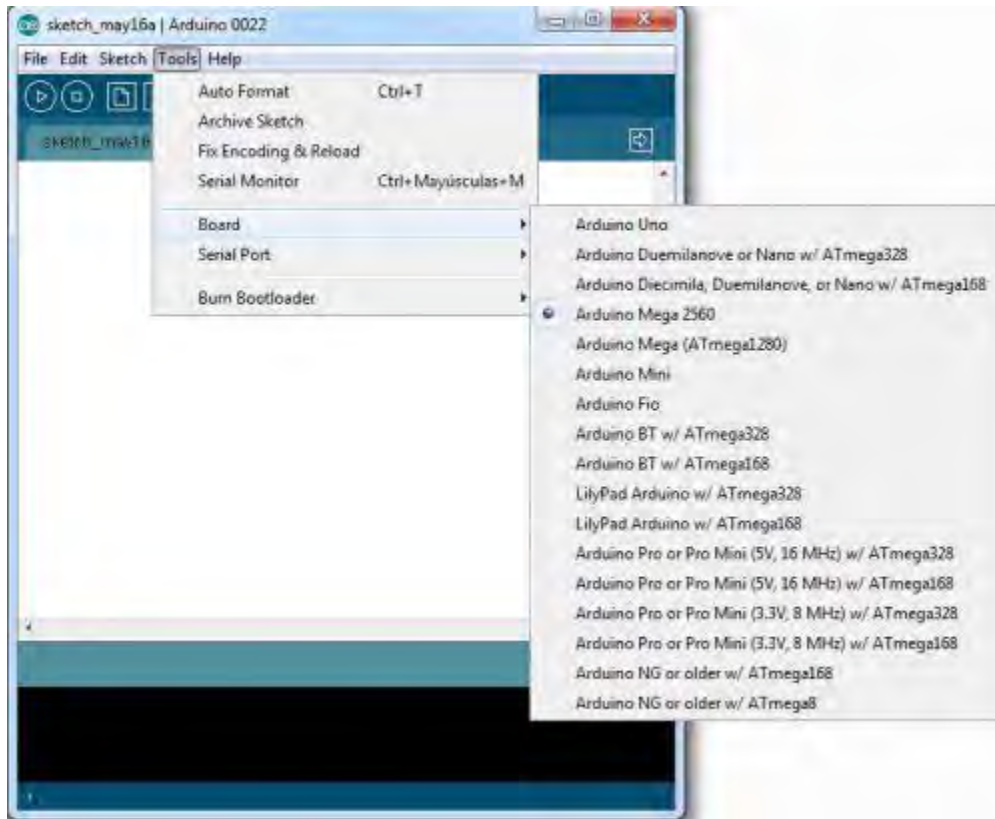 sketch_may16a | Arduino 0022
File Edit Sketch Tools Help
sketch_may16
Auto Format Ctrl+T
Archive Sketch
Fix Encoding & Reload
Serial Monitor Ctrl+Mayúsculas+M
Board
Serial Port
Burn Bootloader
Arduino Uno
Arduino Duemilanove or Nano w/ ATmega328
Arduino Diecimila, Duemilanove, or Nano w/ ATmega168
Arduino Mega 2560
Arduino Mega (ATmega1280)
Arduino Mini
Arduino Fio
Arduino BT w/ ATmega328
Arduino BT w/ ATmega168
LilyPad Arduino w/ ATmega328
LilyPad Arduino w/ ATmega168
Arduino Pro or Pro Mini (5V, 16 MHz) w/ ATmega328
Arduino Pro or Pro Mini (5V, 16 MHz) w/ ATmega168
Arduino Pro or Pro Mini (3.3V, 8 MHz) w/ ATmega328
Arduino Pro or Pro Mini (3.3V, 8 MHz) w/ ATmega168
Arduino NG or older w/ ATmega168
Arduino NG or older w/ ATmega8